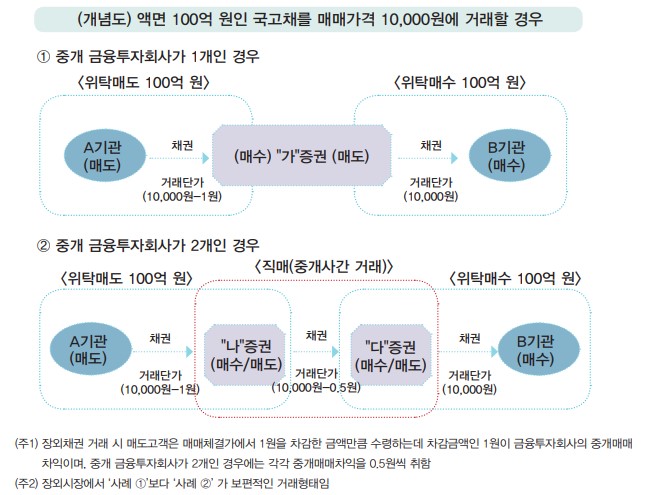 (개념도) 액면 100억 원인 국고채를 매매가격 10,000원에 거래할 경우
① 중개 금융투자회사가 1개인 경우
〈위탁매도 100억 원〉
〈위탁매수 100억 원〉
A기관
(매도)
채권
거래단가
(10,000원-1원)
(매수) "가"증권 (매도)
채권
거래단가
(10,000원)
B기관
(매수)
② 중개 금융투자회사가 2개인 경우
〈위탁매도 100억 원〉
〈직매(중개사간 거래)〉
〈위탁매수 100억 원〉
A기관
(매도)
채권
거래단가
(10,000원-1원)
"나"증권
(매수/매도)
채권
거래단가
(10,000원-0.5원)
"다"증권
(매수/매도)
채권
거래단가
(10,000원)
B기관
(매수)
(주1) 장외채권 거래 시 매도고객은 매매체결가에서 1원을 차감한 금액만큼 수령하는데 차감금액인 1원이 금융투자회사의 중개매매
차익이며, 중개 금융투자회사가 2개인 경우에는 각각 중개매매차익을 0.5원씩 취함
(주2) 장외시장에서 '사례 ①'보다 '사례 ②' 가 보편적인 거래형태임